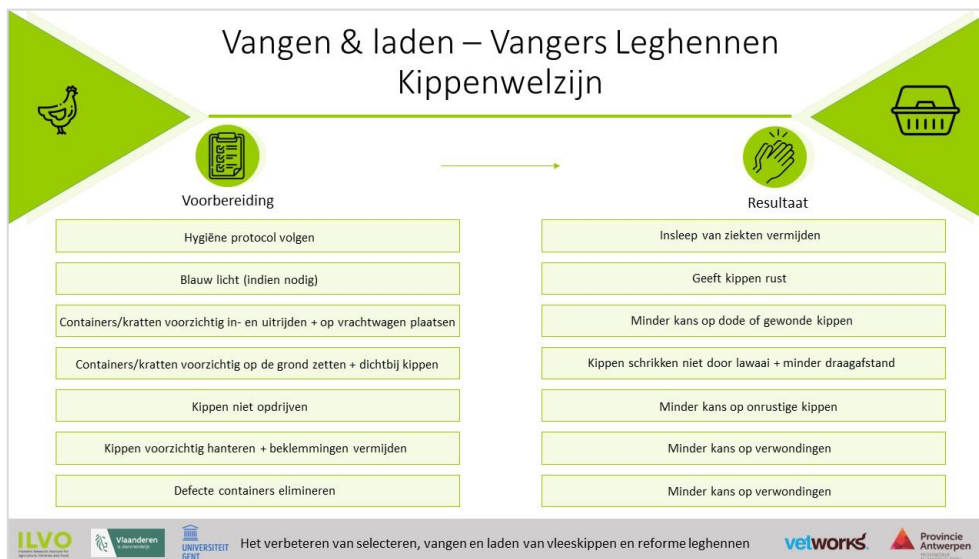 Vangen & laden – Vangers Leghennen
Kippenwelzijn
Voorbereiding
Resultaat
Hygiëne protocol volgen
Insleep van ziekten vermijden
Blauw licht (indien nodig)
Geeft kippen rust
Containers/kratten voorzichtig in- en uitrijden + op vrachtwagen plaatsen
Minder kans op dode of gewonde kippen
Containers/kratten voorzichtig op de grond zetten + dichtbij kippen
Kippen schrikken niet door lawaai + minder draagafstand
Kippen niet opdrijven
Minder kans op onrustige kippen
Kippen voorzichtig hanteren + beklemmingen vermijden
Minder kans op verwondingen
Defecte containers elimineren
Minder kans op verwondingen
ILVO
Vlaanderen
UNIVERSITEIT
GENT
Het verbeteren van selecteren, vangen en laden van vleeskippen en reforme leghennen
vetworks.
Provincie
Antwerpen